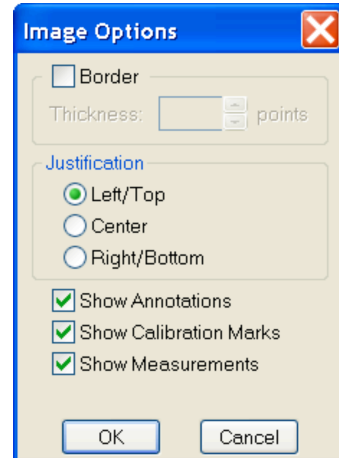 Image Options
Border
Thickness: points
Justification
Left/Top
Center
Right/Bottom
Show Annotations
Show Calibration Marks
Show Measurements
OK Cancel